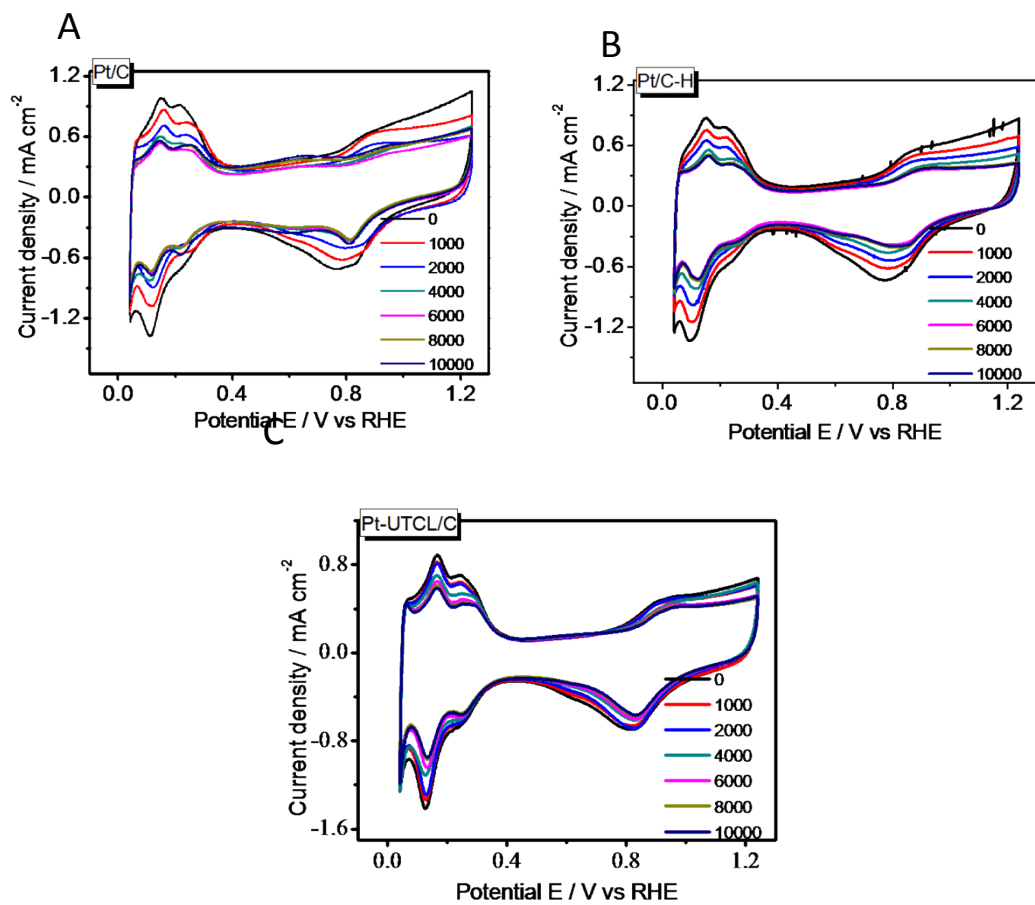 A
Pt/C
1.2
0.6
0.0
-0.6
-1.2
Current density / mA cm-2
0
1000
2000
4000
6000
8000
10000
0.0 0.4 0.8 1.2
Potential E / V vs RHE
B
Pt/C-H
1.2
0.6
0.0
-0.6
-1.2
Current density / mA cm-2
0
1000
2000
4000
6000
8000
10000
0.0 0.4 0.8 1.2
Potential E / V vs RHE
C
Pt-UTCL/C
0.8
0.0
-0.8
-1.6
Current density / mA cm-2
0
1000
2000
4000
6000
8000
10000
0.0 0.4 0.8 1.2
Potential E / V vs RHE